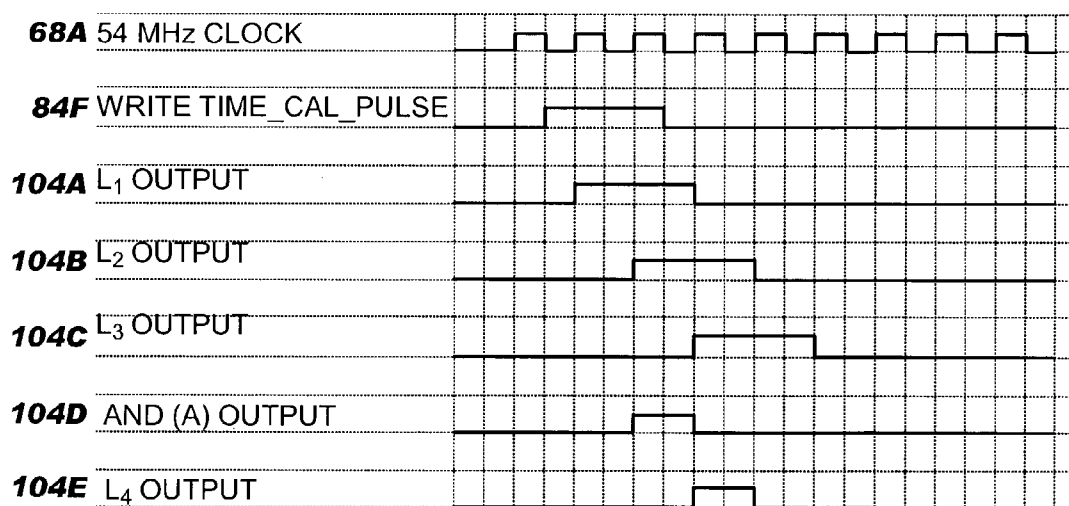 68A 54 MHz CLOCK
84F WRITE TIME_CAL_PULSE
104A L₁ OUTPUT
104B L₂ OUTPUT
104C L₃ OUTPUT
104D AND (A) OUTPUT
104E L₄ OUTPUT